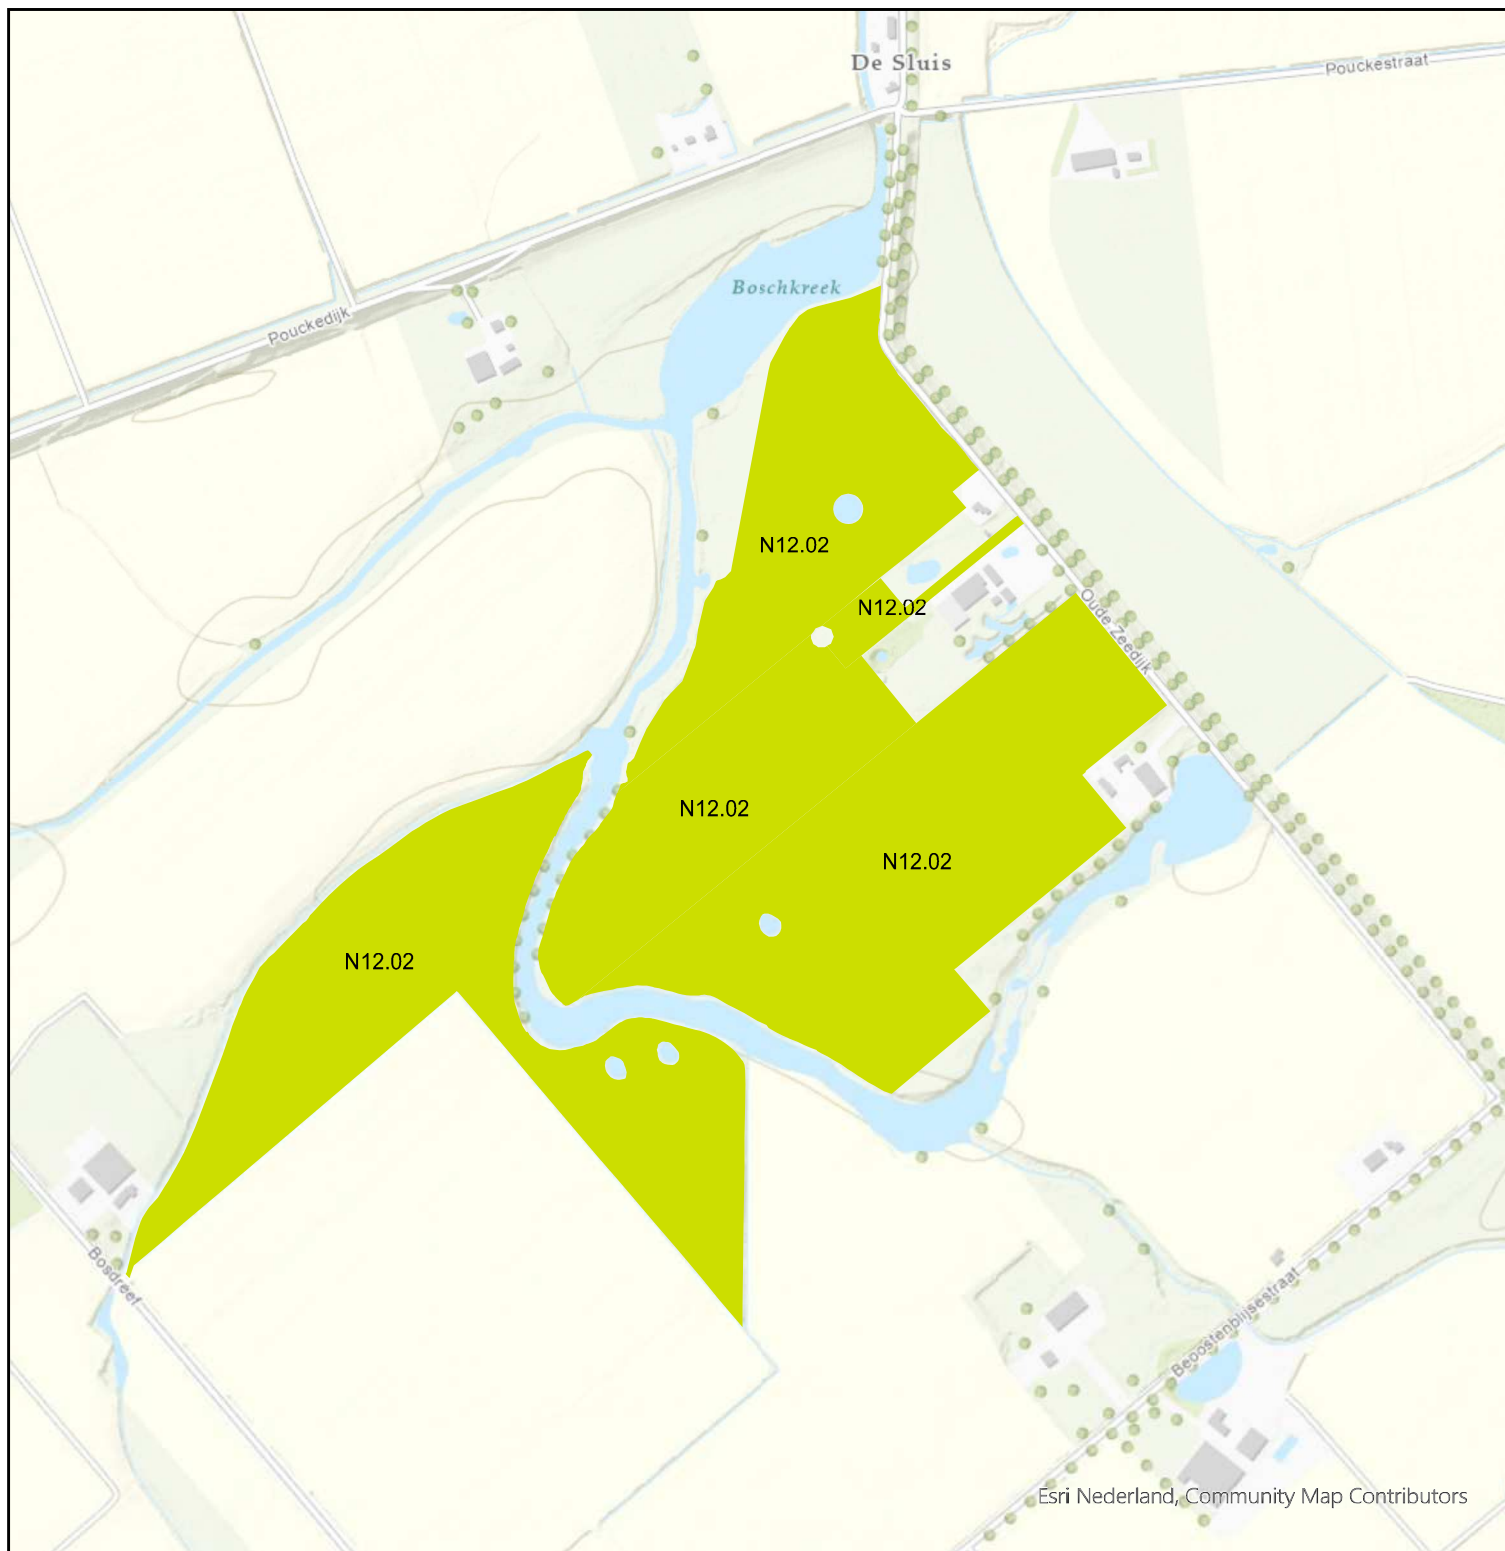 De Sluis
Pouckestraat
Boschkreek
Pouckedijk
N12.02
N12.02
Oude Zeedijk
N12.02
N12.02
N12.02
Bosdreef
Beoostenblijsestraat
Esri Nederland, Community Map Contributors